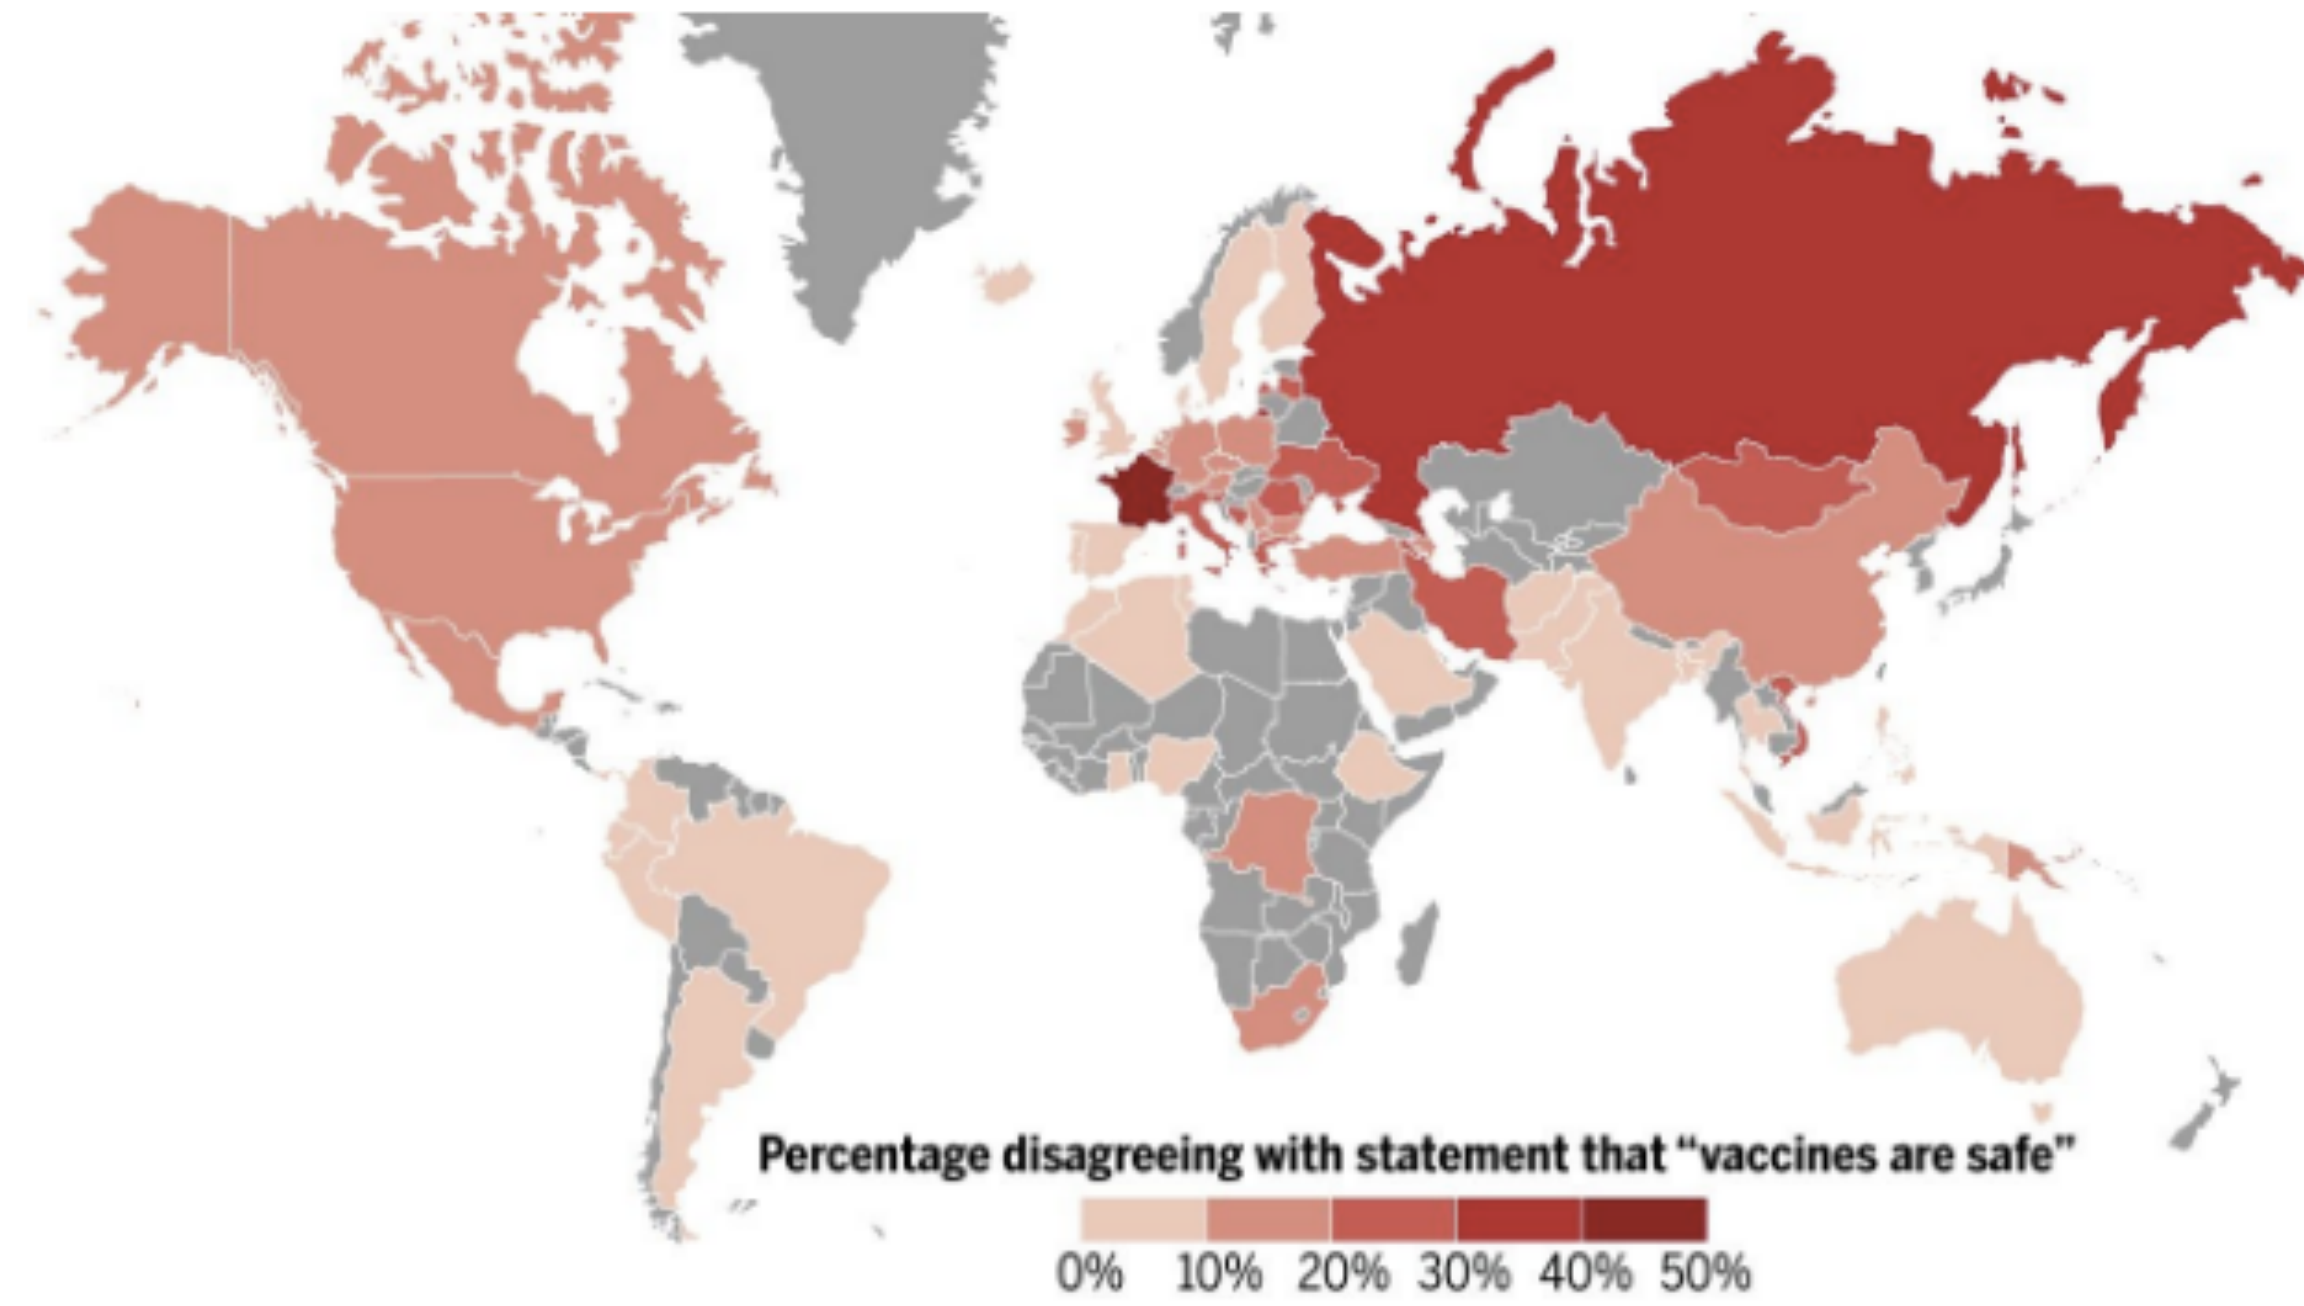 Percentage disagreeing with statement that “vaccines are safe”
0% 10% 20% 30% 40% 50%